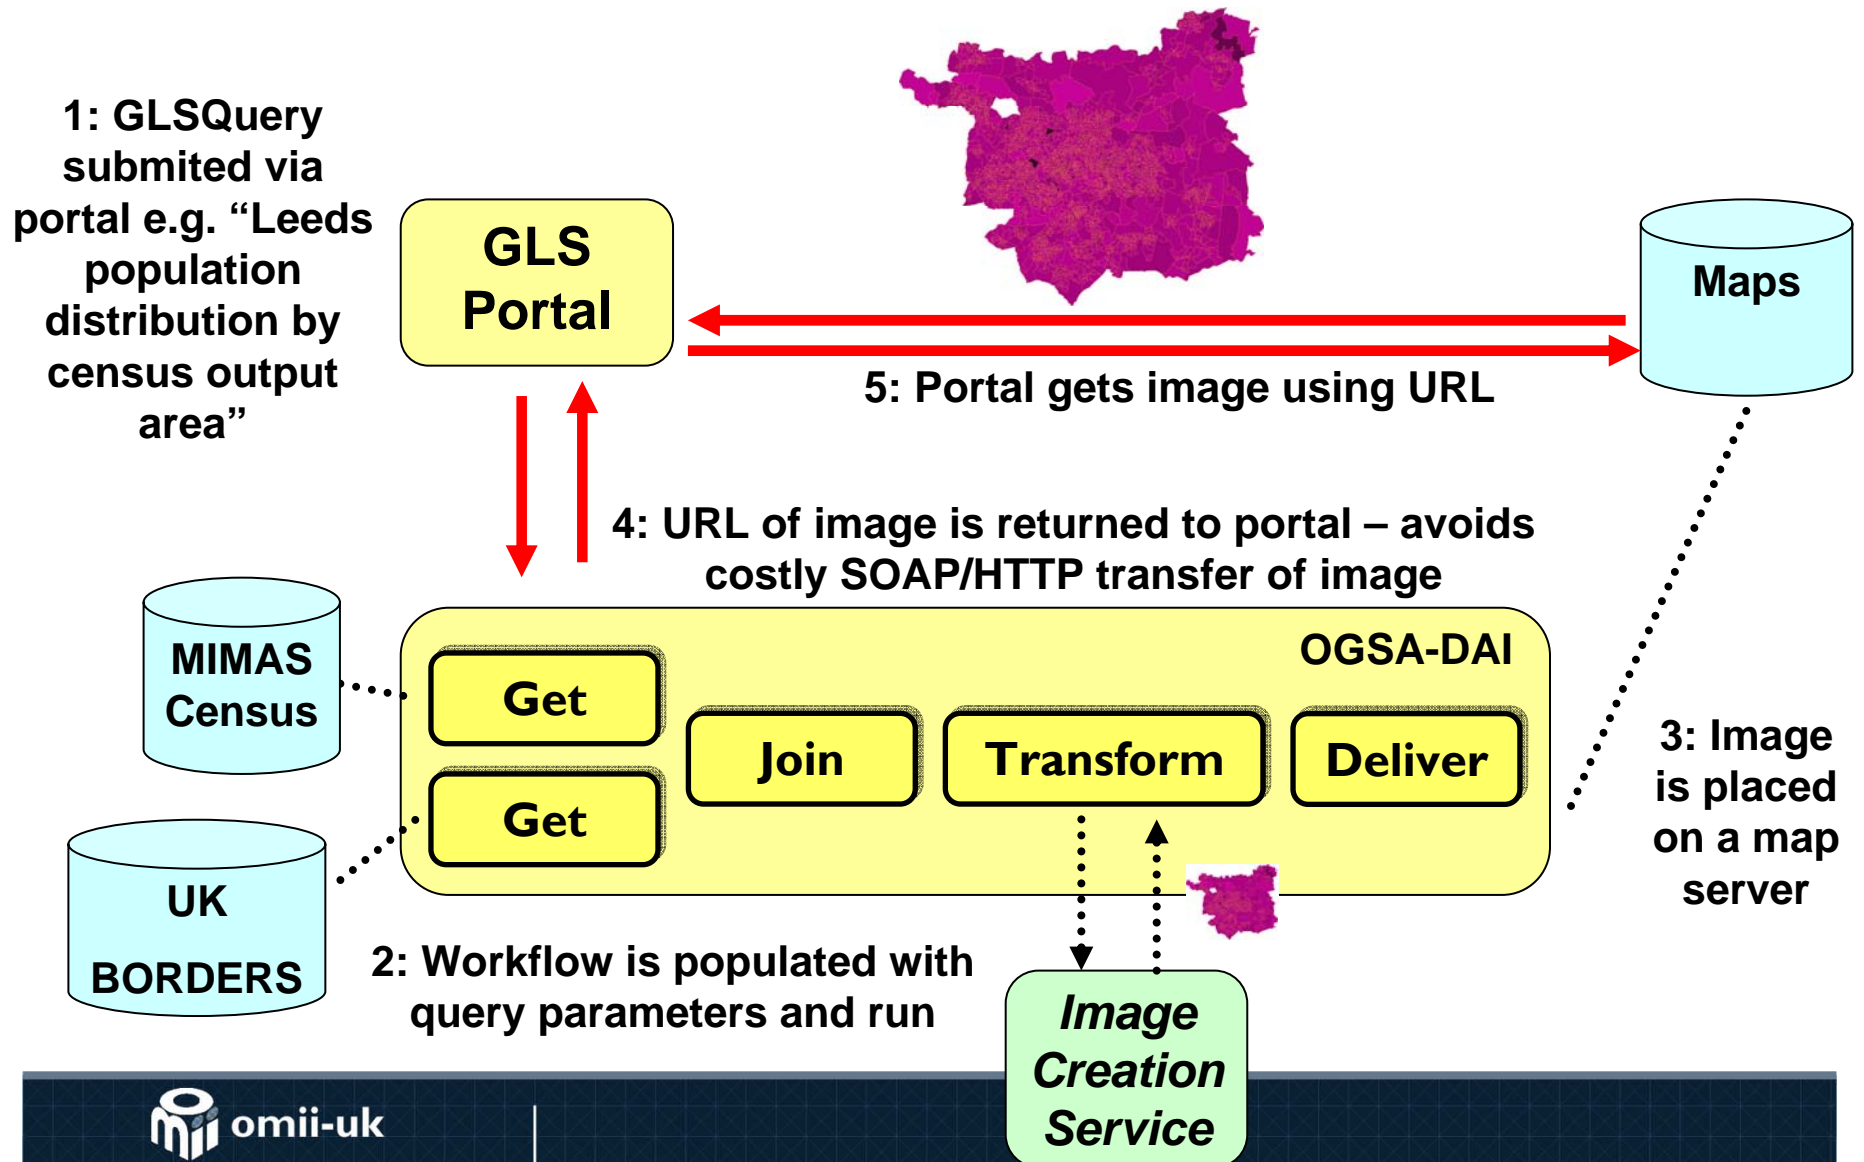 1: GLSQuery
submited via
portal e.g. “Leeds
population
distribution by
census output
area”
GLS
Portal
Maps
5: Portal gets image using URL
4: URL of image is returned to portal – avoids
costly SOAP/HTTP transfer of image
MIMAS
Census
UK
BORDERS
OGSA-DAI
Get
Get
Join
Transform
Deliver
3: Image
is placed
on a map
server
2: Workflow is populated with
query parameters and run
Image
Creation
Service
omii-uk